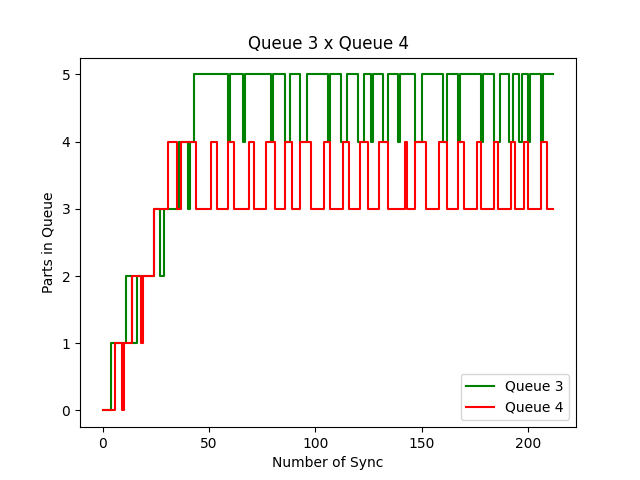 Queue 3 x Queue 4
Parts in Queue
5
4
3
2
1
0
0 50 100 150 200
Number of Sync
Queue 3
Queue 4